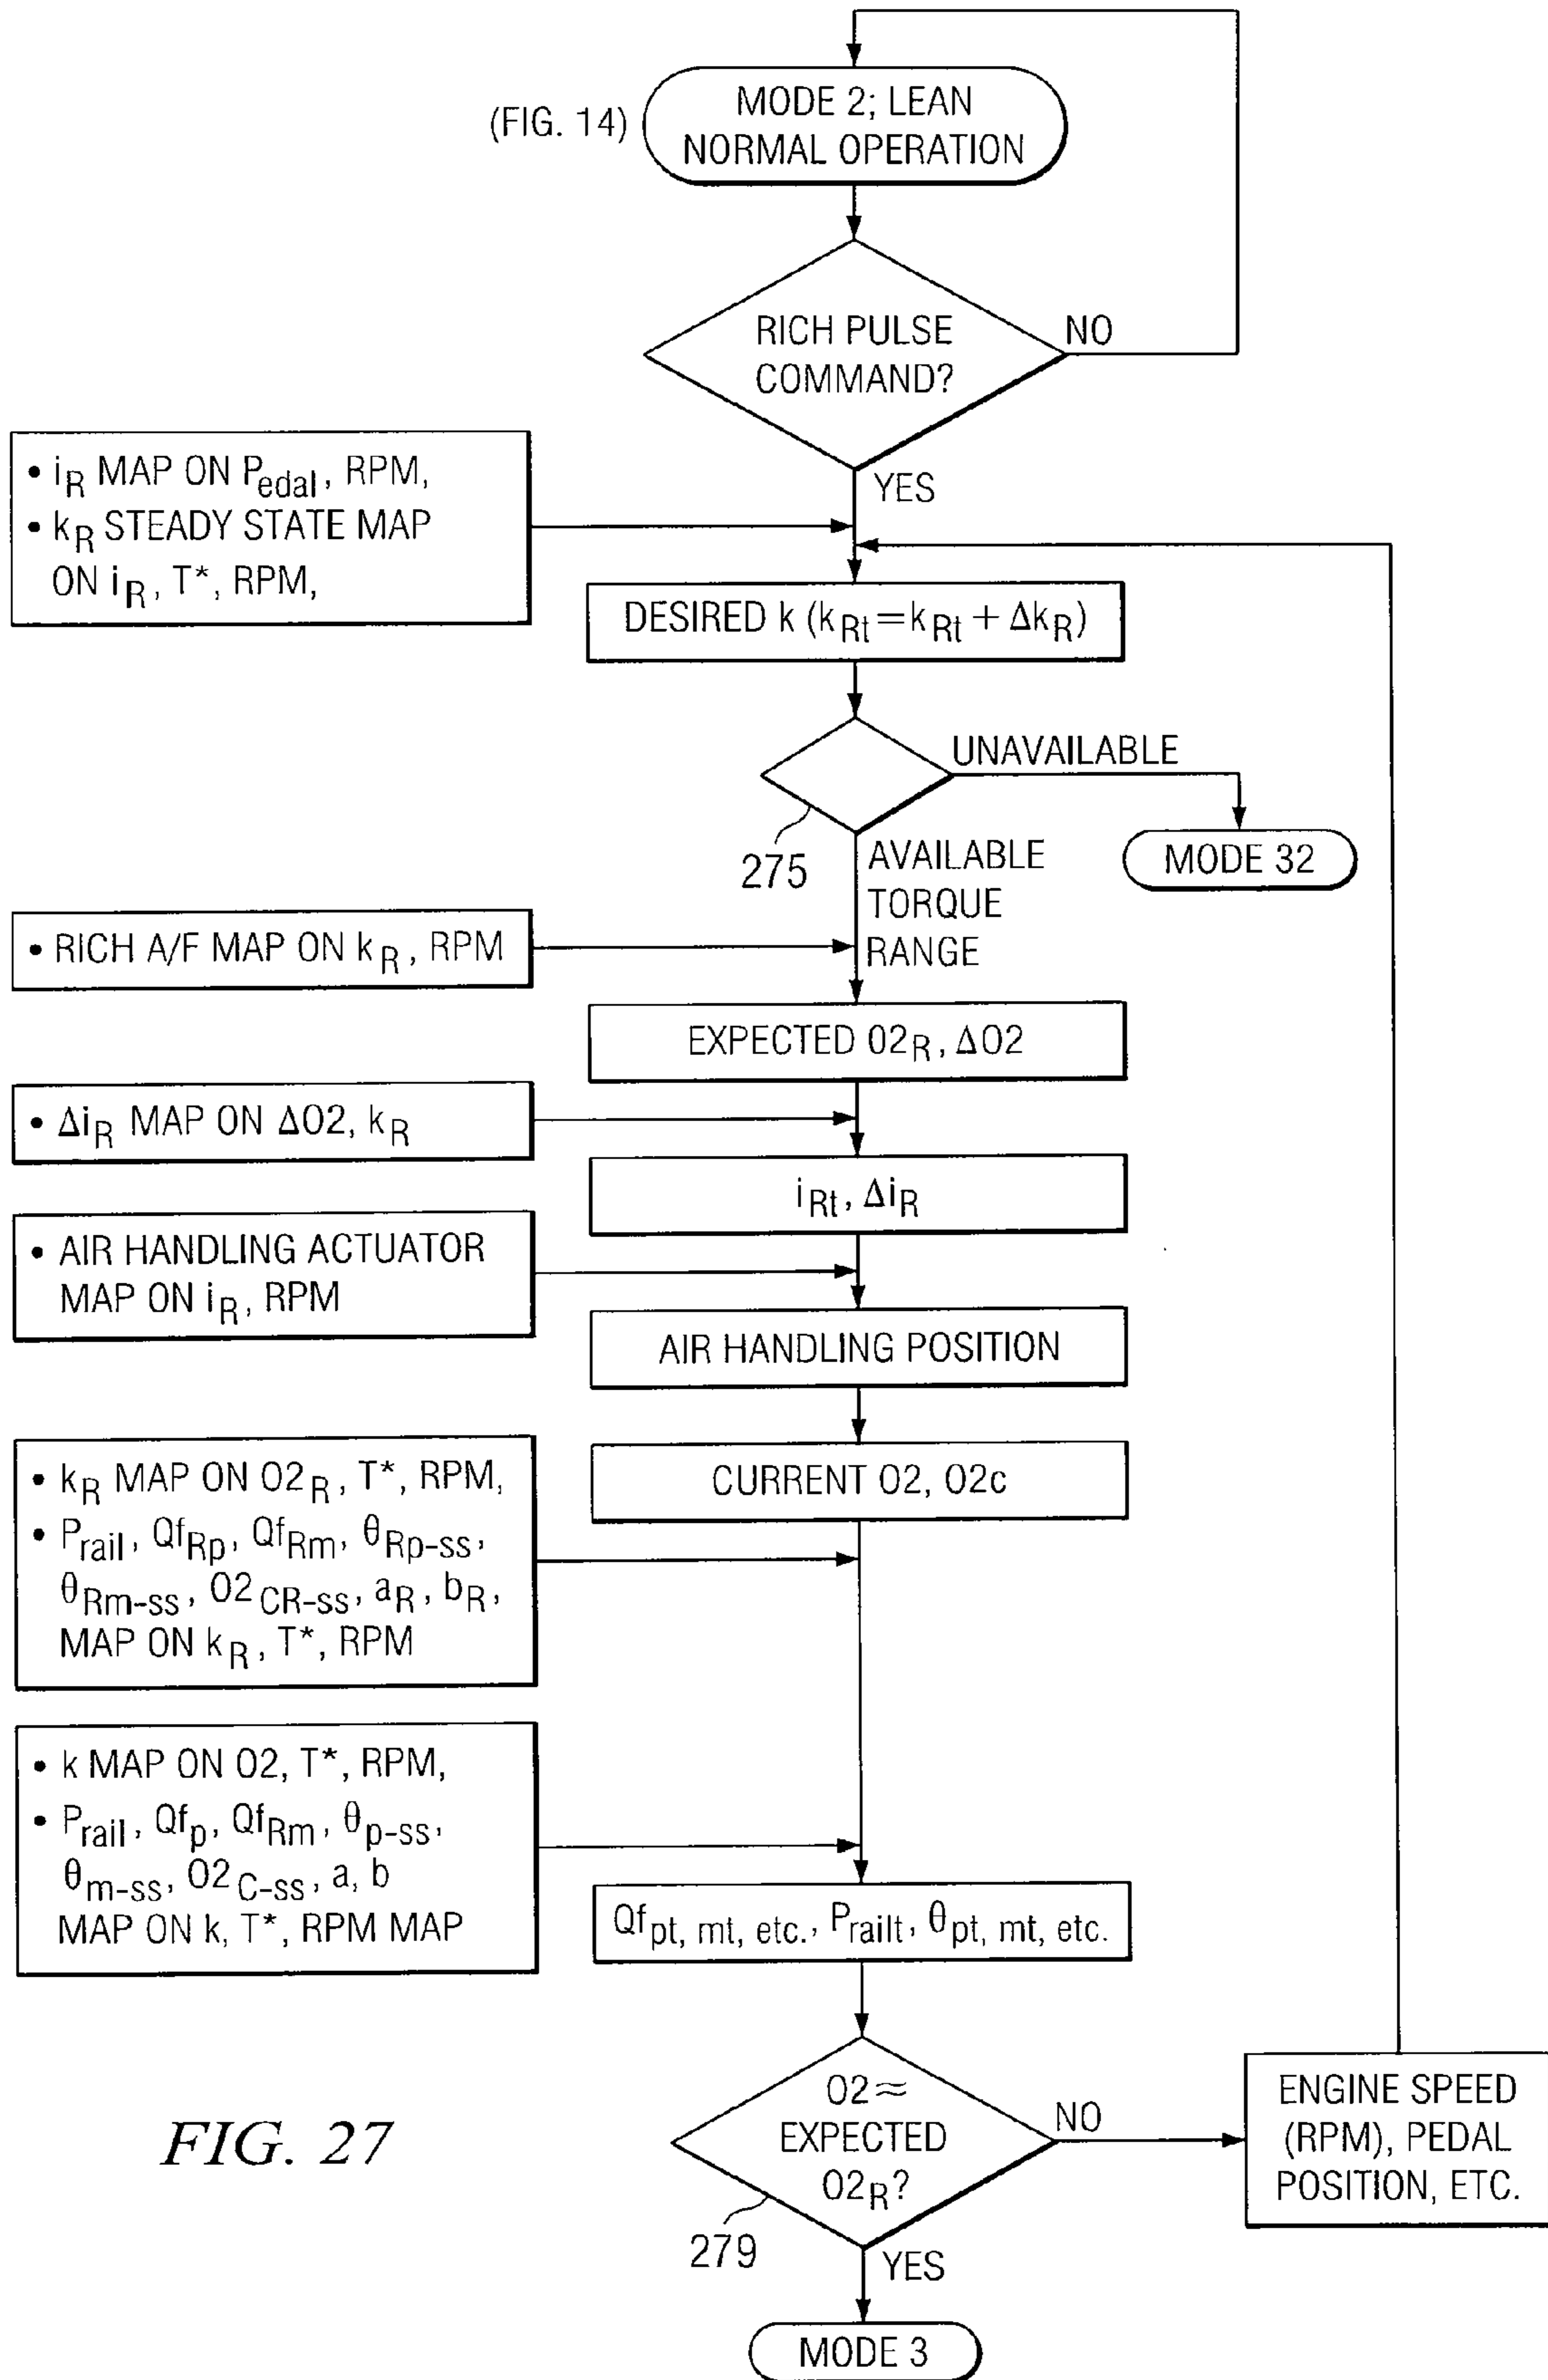 (FIG. 14)
MODE 2; LEAN
NORMAL OPERATION
RICH PULSE
COMMAND?
NO
YES
• iR MAP ON Pedal, RPM,
• kR STEADY STATE MAP
ON iR, T*, RPM,
DESIRED k (kRt=kRt + ΔkR)
UNAVAILABLE
275
MODE 32
AVAILABLE
TORQUE
RANGE
• RICH A/F MAP ON kR, RPM
EXPECTED O2R, ΔO2
• ΔiR MAP ON ΔO2, kR
iRt, ΔiR
• AIR HANDLING ACTUATOR
MAP ON iR, RPM
AIR HANDLING POSITION
CURRENT O2, O2c
• kR MAP ON O2R, T*, RPM,
• Prail, QfRp, QfRm, θRp-ss,
θRm-ss, O2CR-ss, aR, bR,
MAP ON kR, T*, RPM
• k MAP ON O2, T*, RPM,
• Prail, Qfp, QfRm, θp-ss,
θm-ss, O2C-ss, a, b
MAP ON k, T*, RPM MAP
Qfpt, mt, etc., Prailt, θpt, mt, etc.
O2≈
EXPECTED
O2R?
NO
279
YES
ENGINE SPEED
(RPM), PEDAL
POSITION, ETC.
MODE 3
FIG. 27